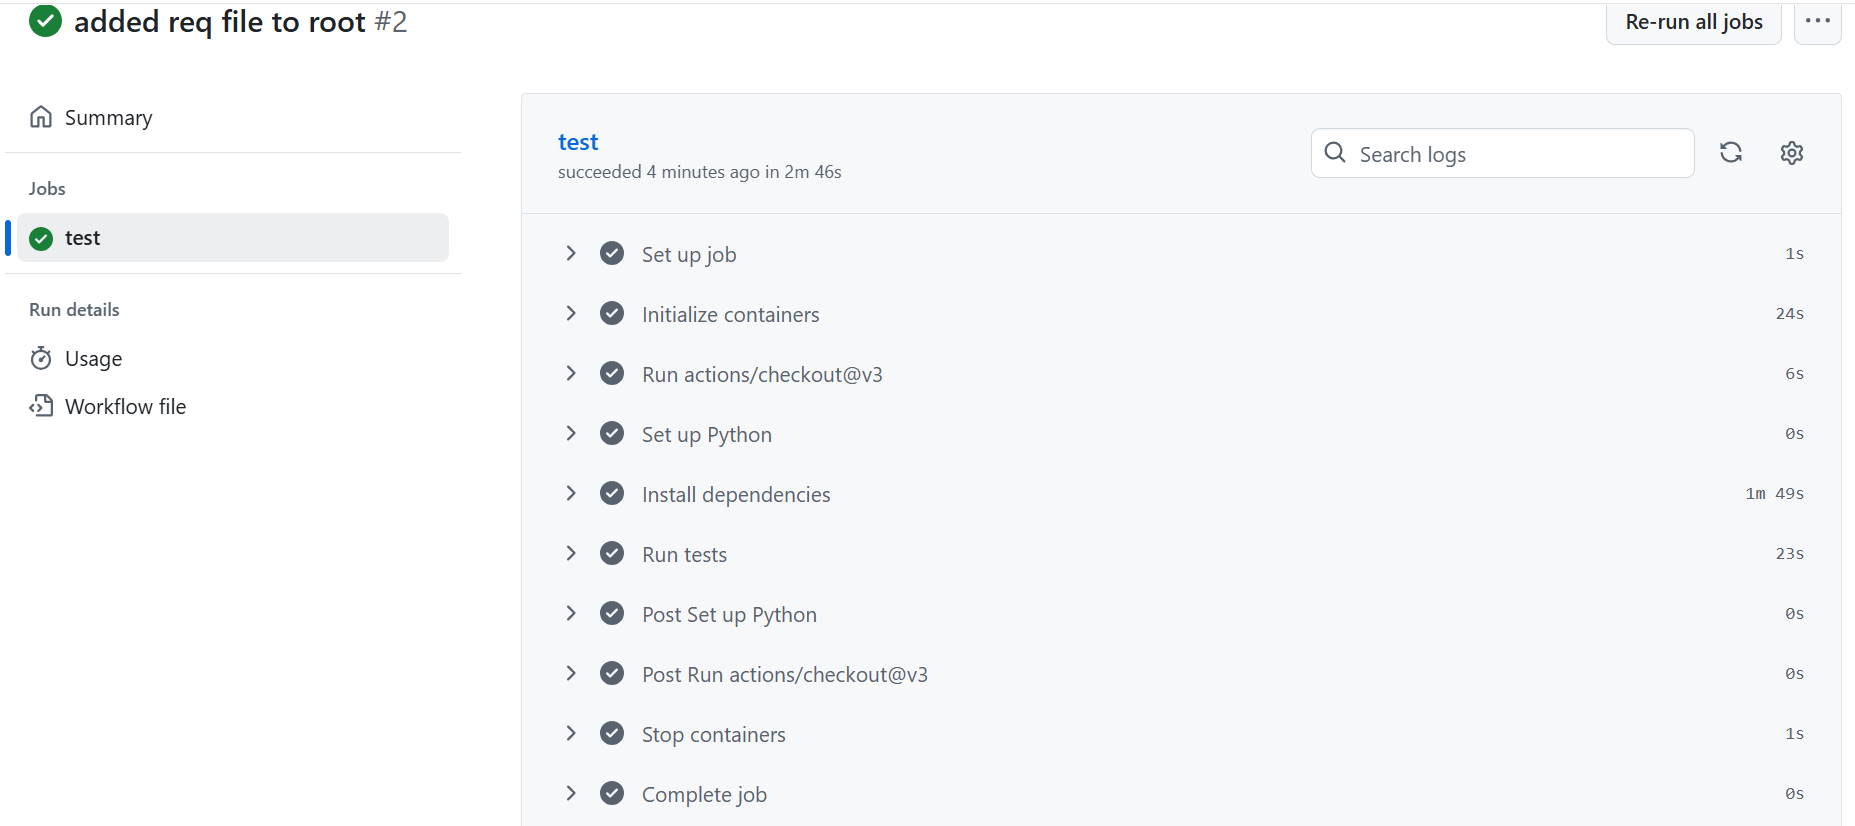 added req file to root #2
Re-run all jobs
Summary
Jobs
test
Run details
Usage
Workflow file
test
succeeded 4 minutes ago in 2m 46s
Search logs
Set up job 1s
Initialize containers 24s
Run actions/checkout@v3 6s
Set up Python 0s
Install dependencies 1m 49s
Run tests 23s
Post Set up Python 0s
Post Run actions/checkout@v3 0s
Stop containers 1s
Complete job 0s